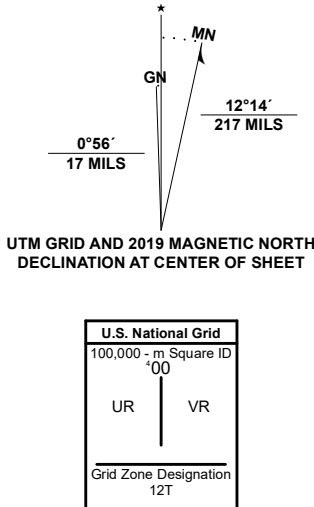 MN
GN
0°56´
17 MILS
12°14´
217 MILS
UTM GRID AND 2019 MAGNETIC NORTH
DECLINATION AT CENTER OF SHEET
U.S. National Grid
100,000 - m Square ID
⁴00
UR VR
Grid Zone Designation
12T